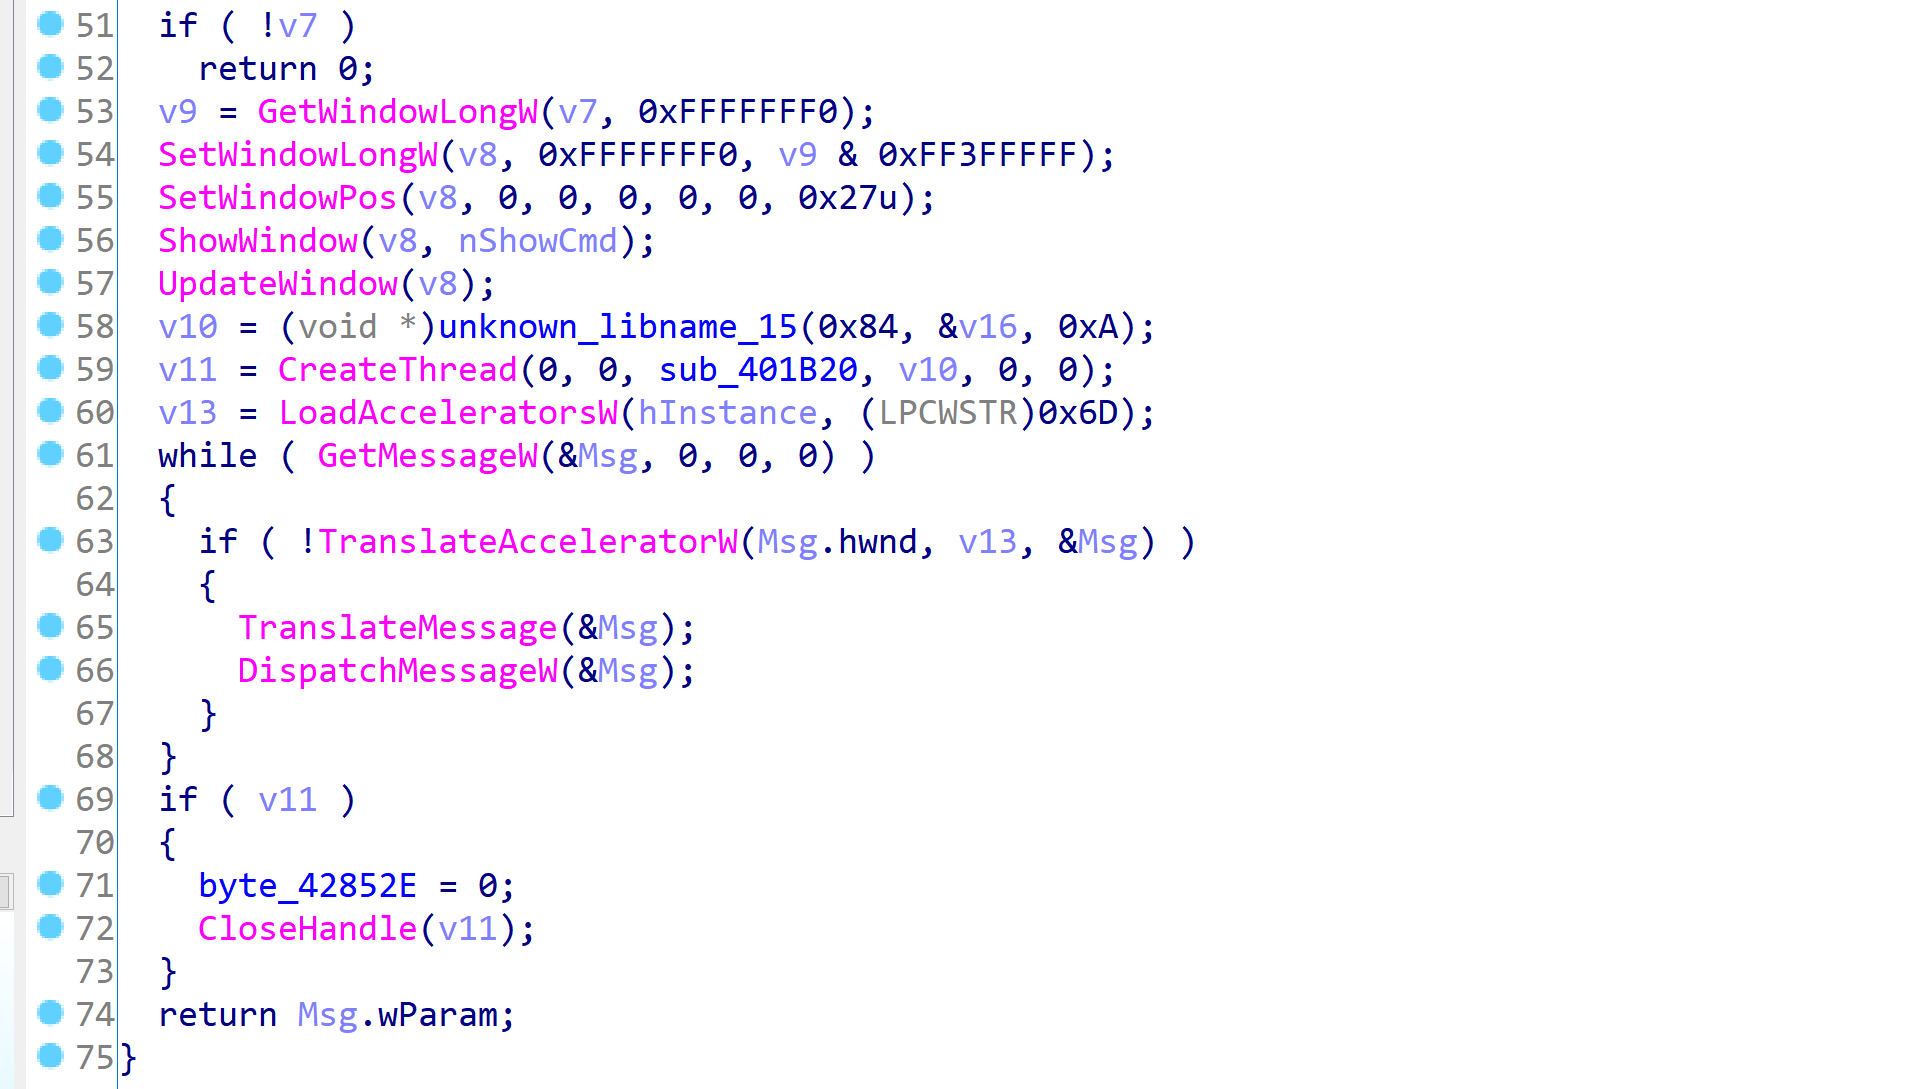 51 if ( !v7 )
52 return 0;
53 v9 = GetWindowLongW(v7, 0xFFFFFFF0);
54 SetWindowLongW(v8, 0xFFFFFFF0, v9 & 0xFF3FFFFF);
55 SetWindowPos(v8, 0, 0, 0, 0, 0, 0x27u);
56 ShowWindow(v8, nShowCmd);
57 UpdateWindow(v8);
58 v10 = (void *)unknown_libname_15(0x84, &v16, 0xA);
59 v11 = CreateThread(0, 0, sub_401B20, v10, 0, 0);
60 v13 = LoadAcceleratorsW(hInstance, (LPCWSTR)0x6D);
61 while ( GetMessageW(&Msg, 0, 0, 0) )
62 {
63 if ( !TranslateAcceleratorW(Msg.hwnd, v13, &Msg) )
64 {
65 TranslateMessage(&Msg);
66 DispatchMessageW(&Msg);
67 }
68 }
69 if ( v11 )
70 {
71 byte_42852E = 0;
72 CloseHandle(v11);
73 }
74 return Msg.wParam;
75 }